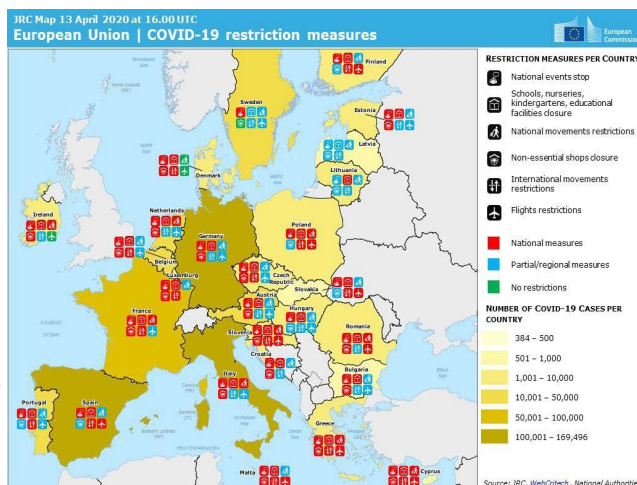 JRC Map 13 April 2020 at 16.00 UTC
European Union | COVID-19 restriction measures
European
Commission
RESTRICTION MEASURES PER COUNTRY
National events stop
Schools, nurseries,
kindergartens, educational
facilities closure
National movements restrictions
Non-essential shops closure
International movements
restrictions
Flights restrictions
National measures
Partial/regional measures
No restrictions
NUMBER OF COVID-19 CASES PER
COUNTRY
384 – 500
501 – 1,000
1,001 – 10,000
10,001 – 50,000
50,001 – 100,000
100,001 – 169,496
Finland
Sweden
Estonia
Latvia
Lithuania
Denmark
Ireland
Netherlands
Germany
Poland
Belgium
Luxemburg
Czech
Republic
Slovakia
France
Austria
Hungary
Slovenia
Romania
Croatia
Italy
Bulgaria
Portugal
Spain
Greece
Malta
Cyprus
Source: JRC, WebCritech, National Authorities